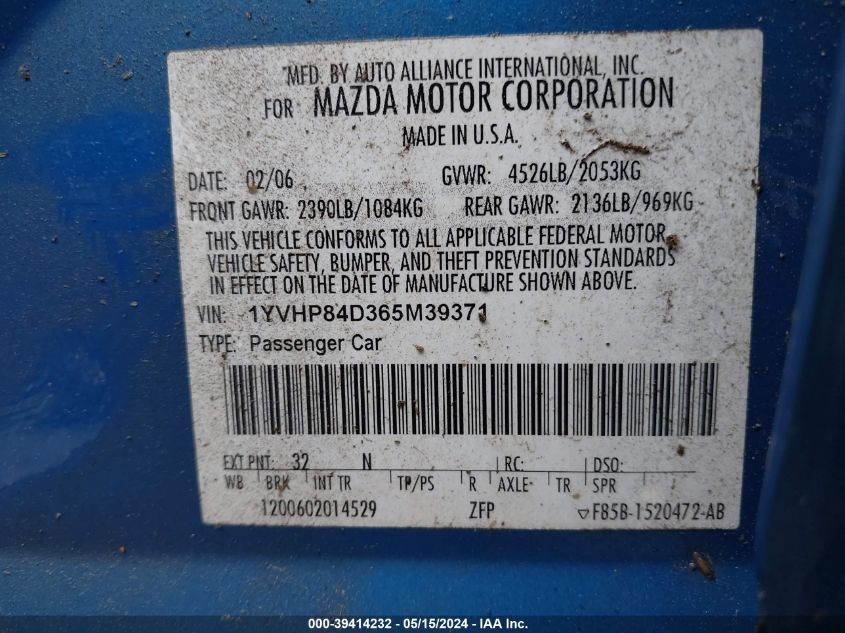 MFD. BY AUTO ALLIANCE INTERNATIONAL, INC.
FOR MAZDA MOTOR CORPORATION
MADE IN U.S.A.
DATE: 02/06 GVWR: 4526LB/2053KG
FRONT GAWR: 2390LB/1084KG REAR GAWR: 2136LB/969KG
THIS VEHICLE CONFORMS TO ALL APPLICABLE FEDERAL MOTOR
VEHICLE SAFETY, BUMPER, AND THEFT PREVENTION STANDARDS
IN EFFECT ON THE DATE OF MANUFACTURE SHOWN ABOVE.
VIN: 1YVHP84D365M39371
TYPE: Passenger Car
EXT PNT: 32 N RC: DSO:
WB BRK INT TR TP/PS R AXLE TR SPR
1200602014529 ZFP ▽F85B-1520472-AB
000-39414232 - 05/15/2024 - IAA Inc.